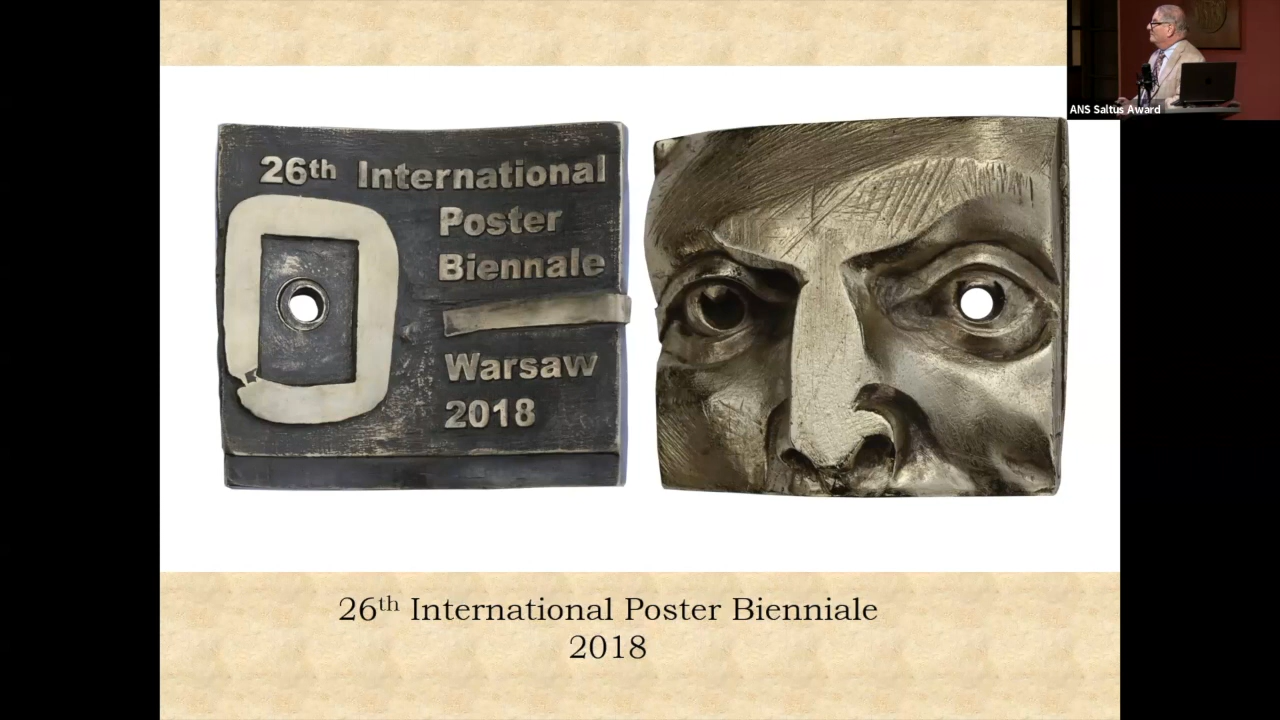 26th International
Poster
Biennale
Warsaw
2018
ANS Saltus Award
26th International Poster Bienniale
2018